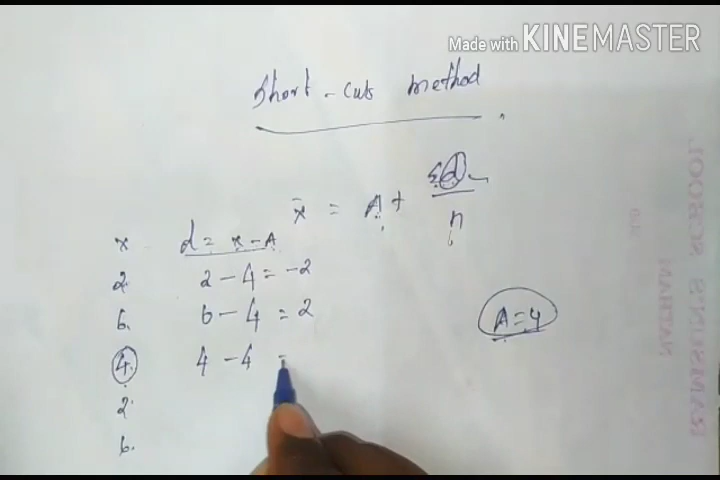 Made with KINEMASTER
Short-cut method
x̄ = A + Σd
n
x d = x - A
2 2 - 4 = -2
6 6 - 4 = 2
A = 4
4 4 - 4 =
2
6